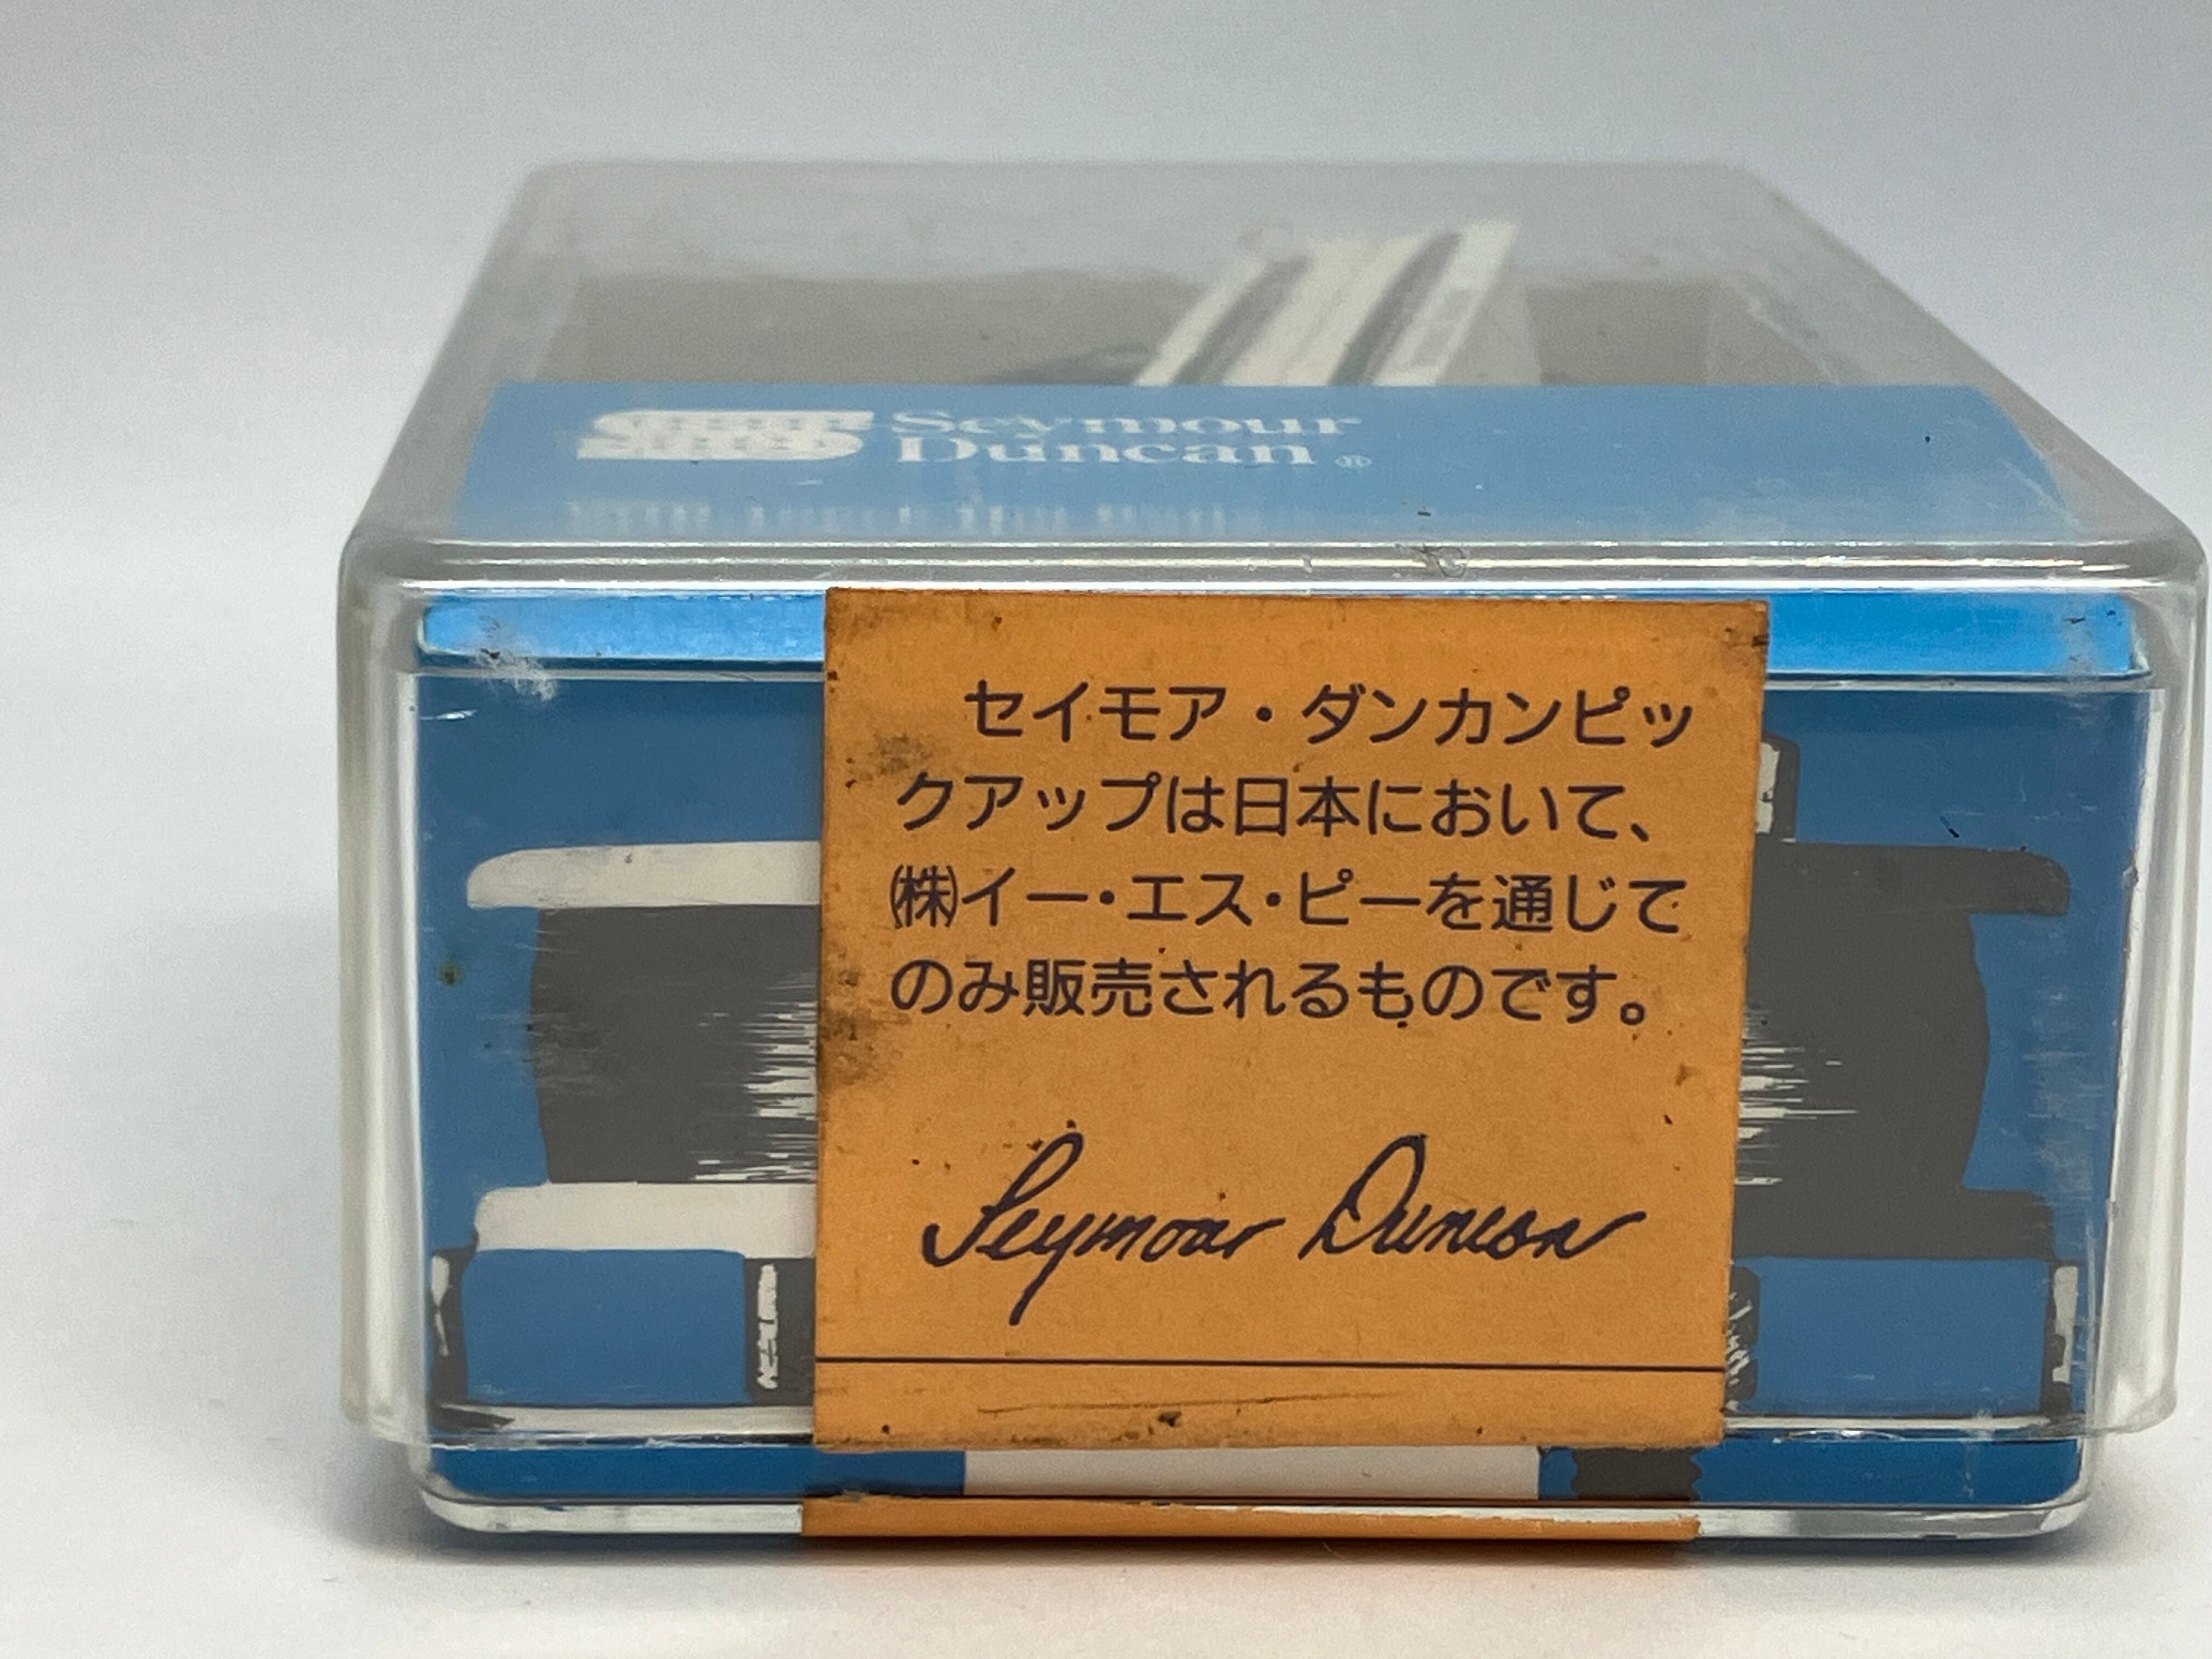 Seymour
Duncan®
セイモア・ダンカンピッ
クアップは日本において、
㈱イー・エス・ピーを通じて
のみ販売されるものです。
Seymour Duncan